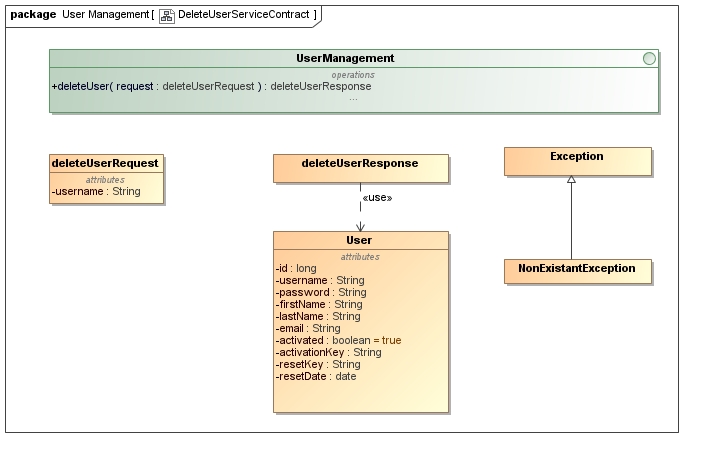 package User Management [ DeleteUserServiceContract ]
UserManagement
operations
+deleteUser( request : deleteUserRequest ) : deleteUserResponse
...
deleteUserRequest
attributes
-username : String
deleteUserResponse
«use»
User
attributes
-id : long
-username : String
-password : String
-firstName : String
-lastName : String
-email : String
-activated : boolean = true
-activationKey : String
-resetKey : String
-resetDate : date
Exception
NonExistantException